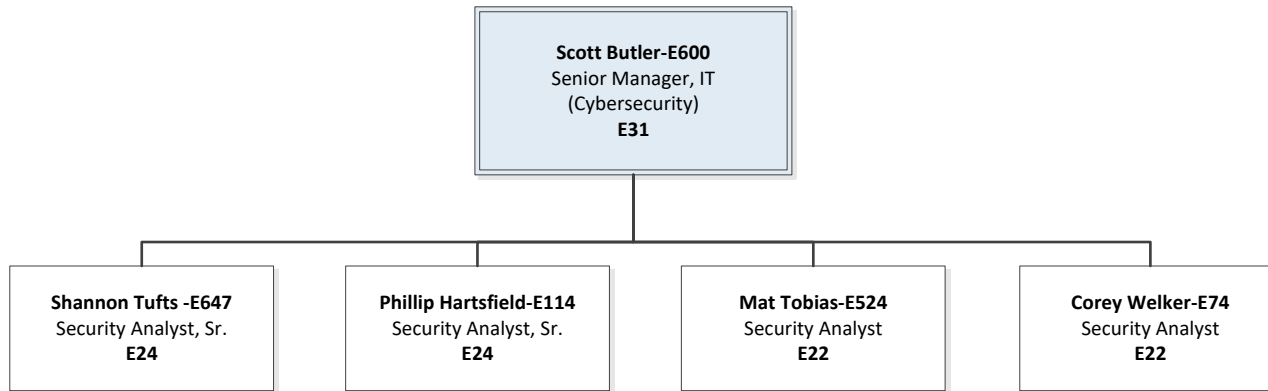 Scott Butler-E600
Senior Manager, IT
(Cybersecurity)
E31
Shannon Tufts -E647
Security Analyst, Sr.
E24
Phillip Hartsfield-E114
Security Analyst, Sr.
E24
Mat Tobias-E524
Security Analyst
E22
Corey Welker-E74
Security Analyst
E22